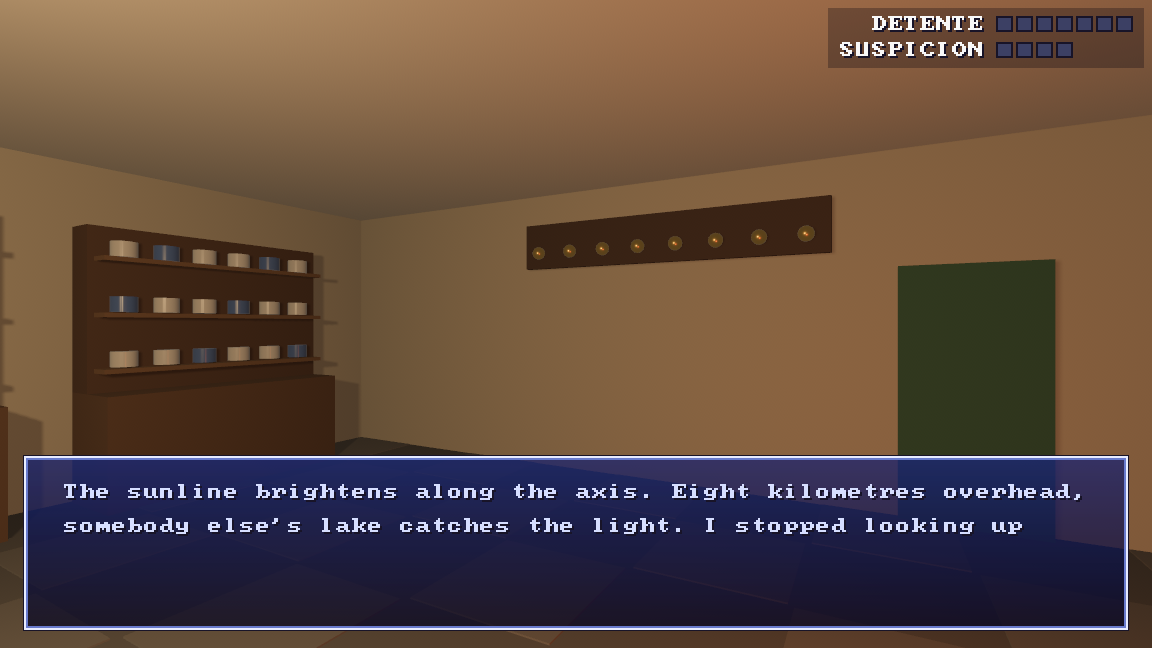 DETENTE
SUSPICION
The sunline brightens along the axis. Eight kilometres overhead,
somebody else's lake catches the light. I stopped looking up